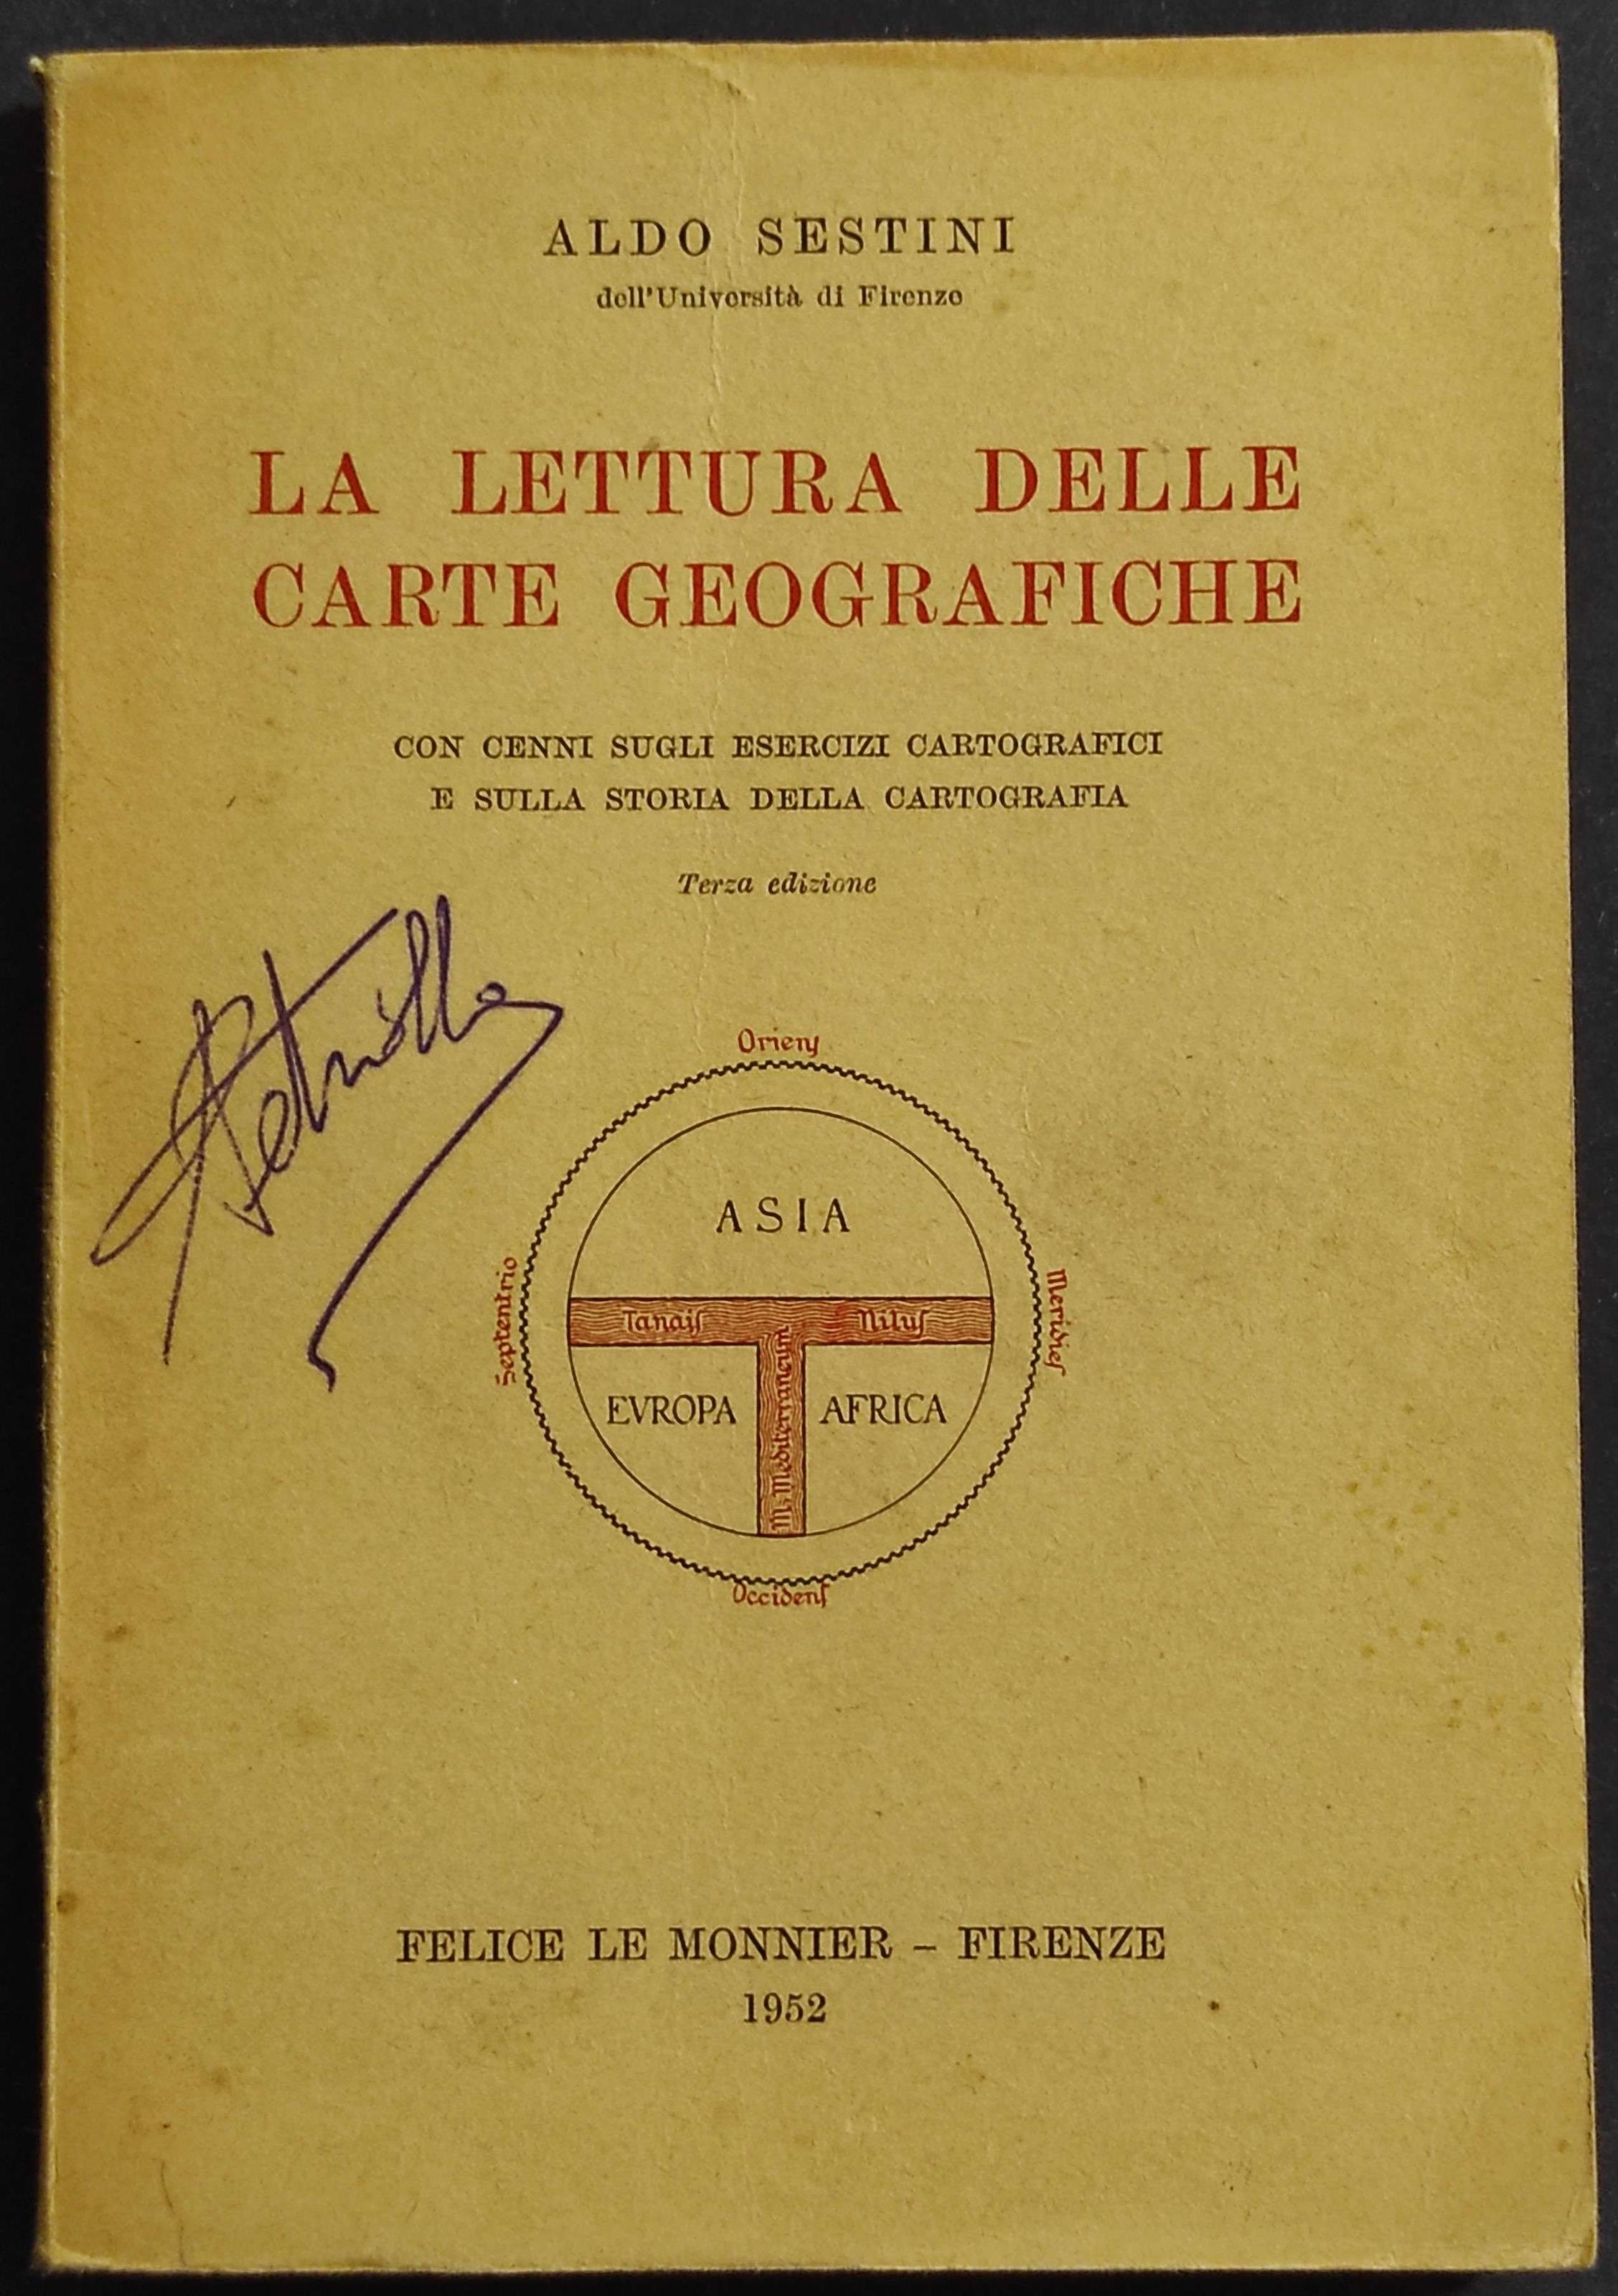 ALDO SESTINI
dell'Università di Firenze
LA LETTURA DELLE
CARTE GEOGRAFICHE
CON CENNI SUGLI ESERCIZI CARTOGRAFICI
E SULLA STORIA DELLA CARTOGRAFIA
Terza edizione
Orienſ
ASIA
Septentrio
Tanaiſ
Niluſ
Meridieſ
M. Mediterraneum
EVROPA
AFRICA
Occidenſ
FELICE LE MONNIER – FIRENZE
1952